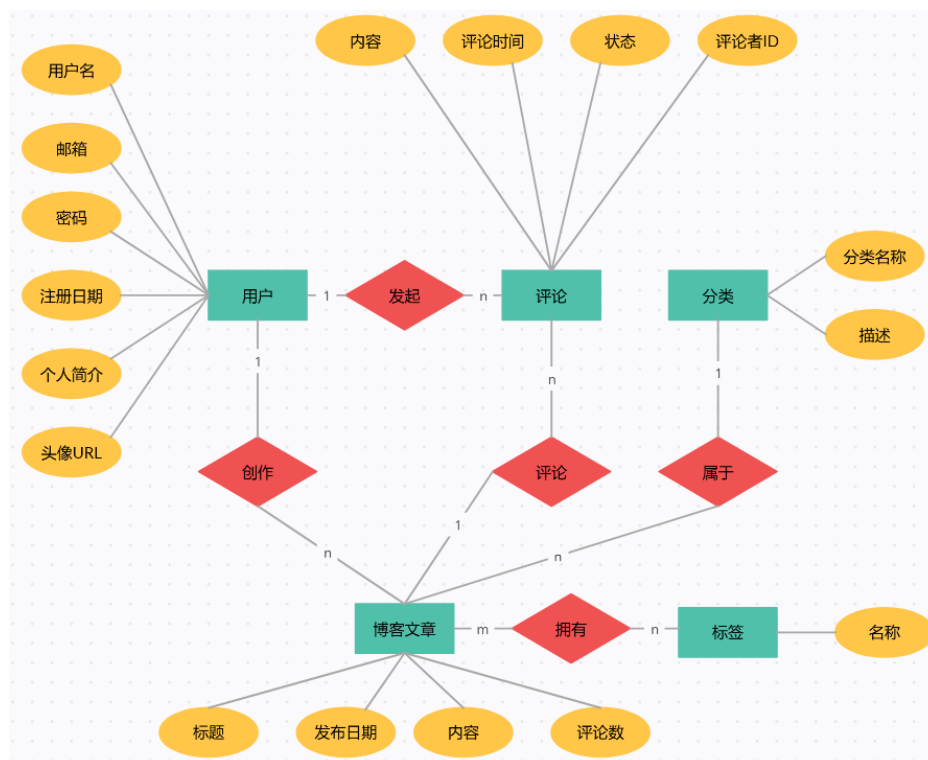 内容
评论时间
状态
评论者ID
用户名
邮箱
密码
注册日期
个人简介
头像URL
用户
1
发起
n
评论
分类
分类名称
描述
1
n
1
创作
评论
属于
n
1
n
博客文章
m
拥有
n
标签
名称
标题
发布日期
内容
评论数